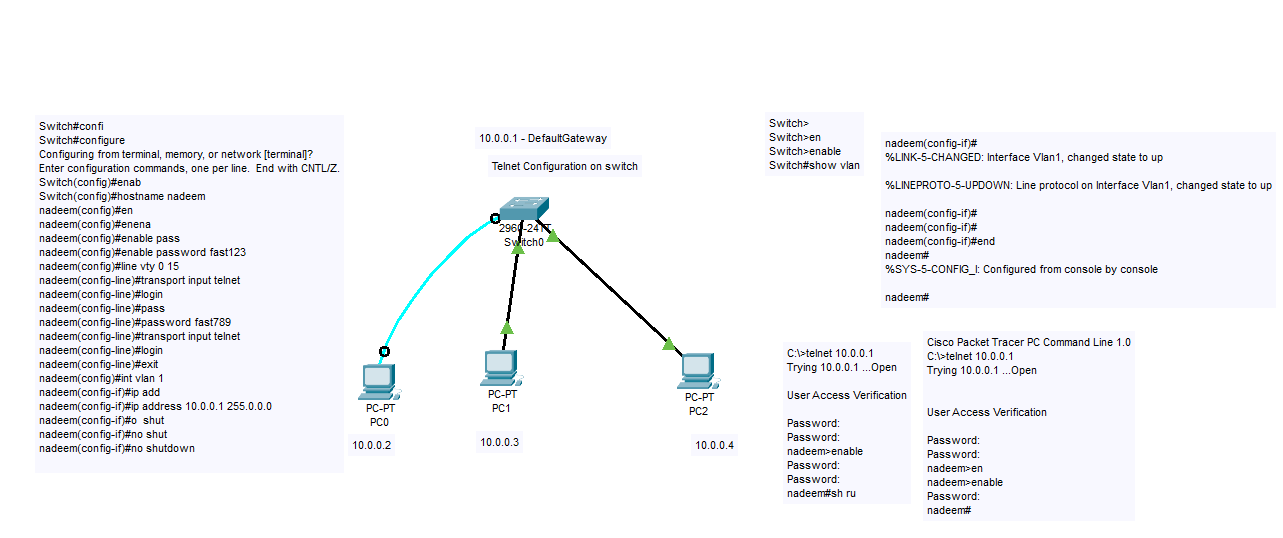 Switch#confi
Switch#configure
Configuring from terminal, memory, or network [terminal]?
Enter configuration commands, one per line.  End with CNTL/Z.
Switch(config)#enab
Switch(config)#hostname nadeem
nadeem(config)#en
nadeem(config)#enena
nadeem(config)#enable pass
nadeem(config)#enable password fast123
nadeem(config)#line vty 0 15
nadeem(config-line)#transport input telnet
nadeem(config-line)#login
nadeem(config-line)#pass
nadeem(config-line)#password fast789
nadeem(config-line)#transport input telnet
nadeem(config-line)#login
nadeem(config-line)#exit
nadeem(config)#int vlan 1
nadeem(config-if)#ip add
nadeem(config-if)#ip address 10.0.0.1 255.0.0.0
nadeem(config-if)#o  shut
nadeem(config-if)#no shut
nadeem(config-if)#no shutdown
10.0.0.1 - DefaultGateway
Telnet Configuration on switch
2960-24TT
Switch0
PC-PT
PC0
10.0.0.2
PC-PT
PC1
10.0.0.3
PC-PT
PC2
10.0.0.4
Switch>
Switch>en
Switch>enable
Switch#show vlan
nadeem(config-if)#
%LINK-5-CHANGED: Interface Vlan1, changed state to up
%LINEPROTO-5-UPDOWN: Line protocol on Interface Vlan1, changed state to up
nadeem(config-if)#
nadeem(config-if)#
nadeem(config-if)#end
nadeem#
%SYS-5-CONFIG_I: Configured from console by console
nadeem#
C:\>telnet 10.0.0.1
Trying 10.0.0.1 ...Open
User Access Verification
Password:
Password:
nadeem>enable
Password:
Password:
nadeem#sh ru
Cisco Packet Tracer PC Command Line 1.0
C:\>telnet 10.0.0.1
Trying 10.0.0.1 ...Open
User Access Verification
Password:
Password:
nadeem>en
nadeem>enable
Password:
nadeem#